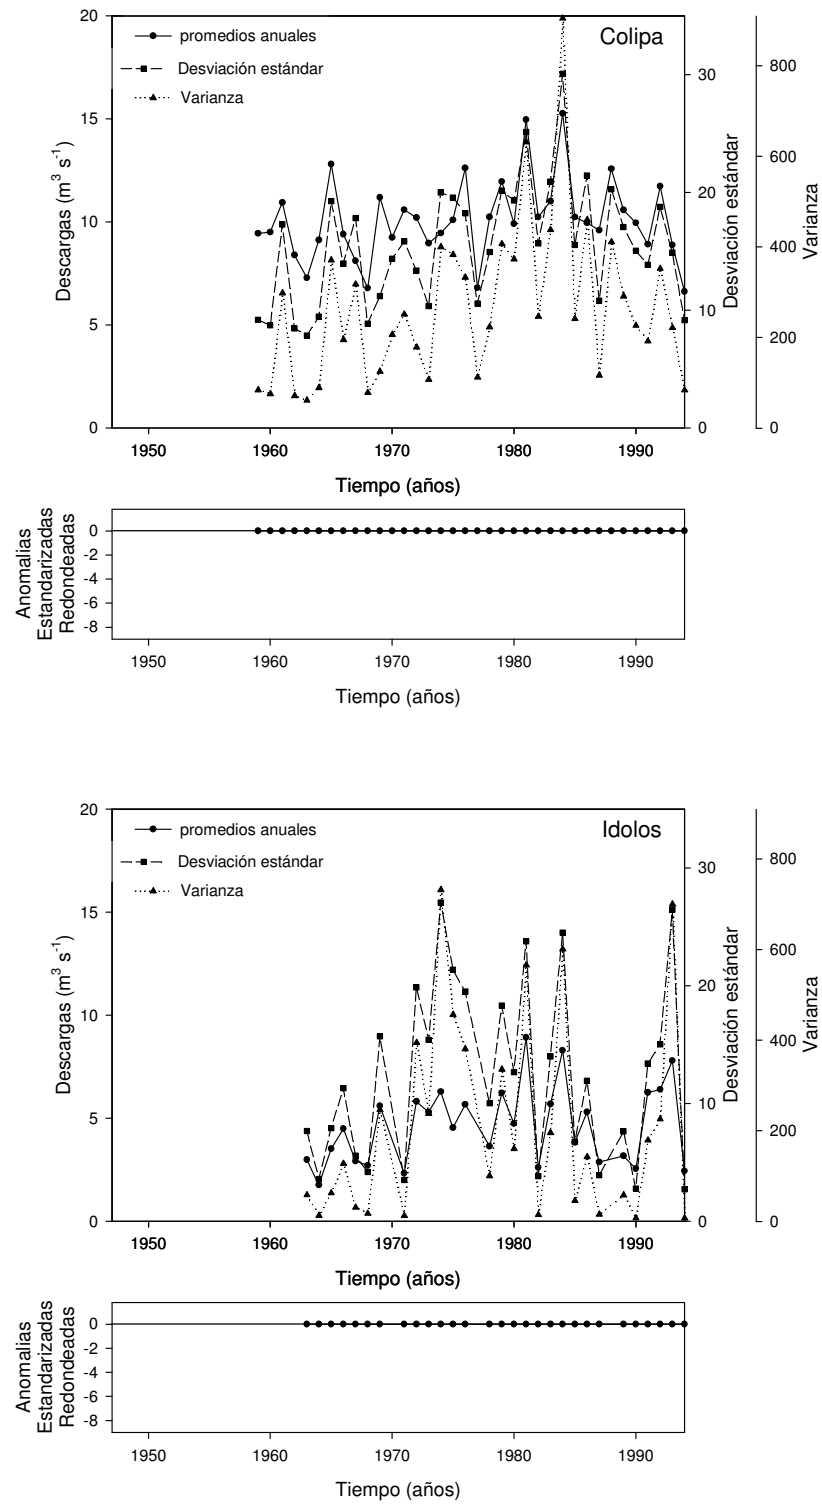 Colipa
promedios anuales
Desviación estándar
Varianza
20
15
10
5
0
Descargas (m³ s⁻¹)
30
20
10
0
Desviación estándar
800
600
400
200
0
Varianza
1950 1960 1970 1980 1990
Tiempo (años)
Anomalias
Estandarizadas
Redondeadas
0
-2
-4
-6
-8
1950 1960 1970 1980 1990
Tiempo (años)
Idolos
promedios anuales
Desviación estándar
Varianza
20
15
10
5
0
Descargas (m³ s⁻¹)
30
20
10
0
Desviación estándar
800
600
400
200
0
Varianza
1950 1960 1970 1980 1990
Tiempo (años)
Anomalias
Estandarizadas
Redondeadas
0
-2
-4
-6
-8
1950 1960 1970 1980 1990
Tiempo (años)